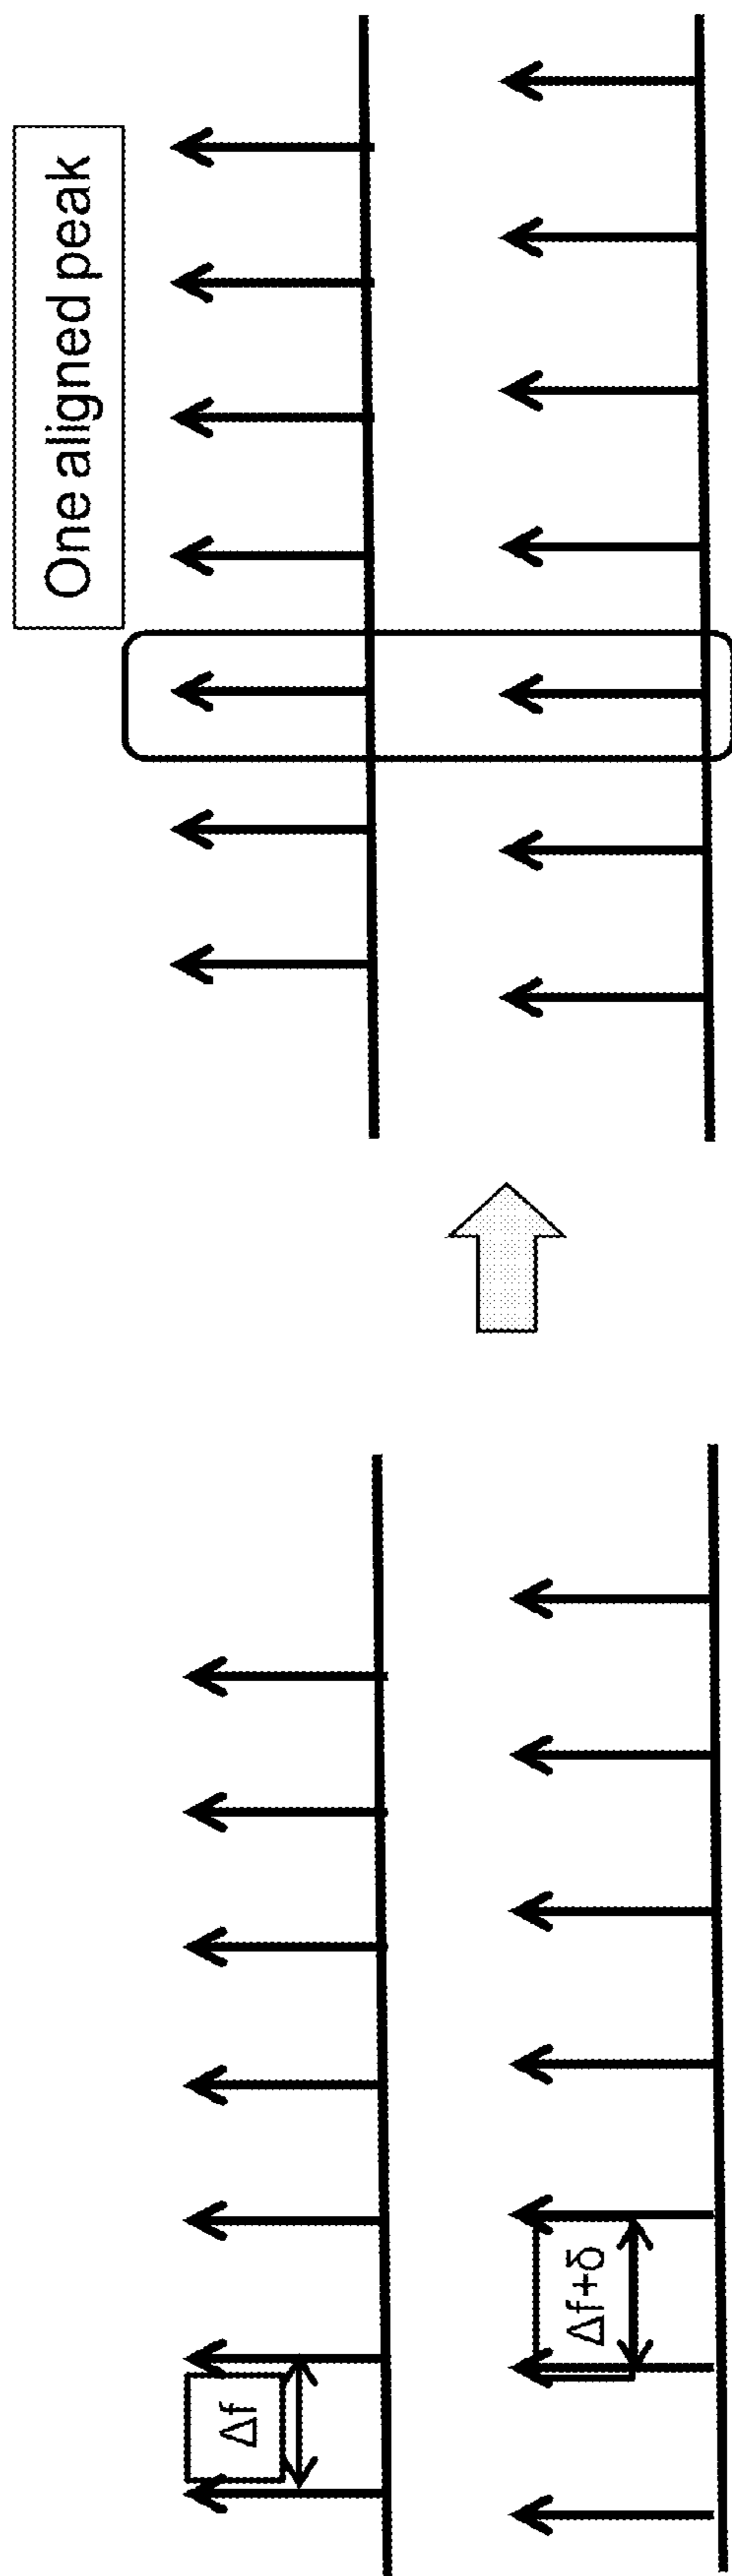 Δf
Δf+δ
One aligned peak